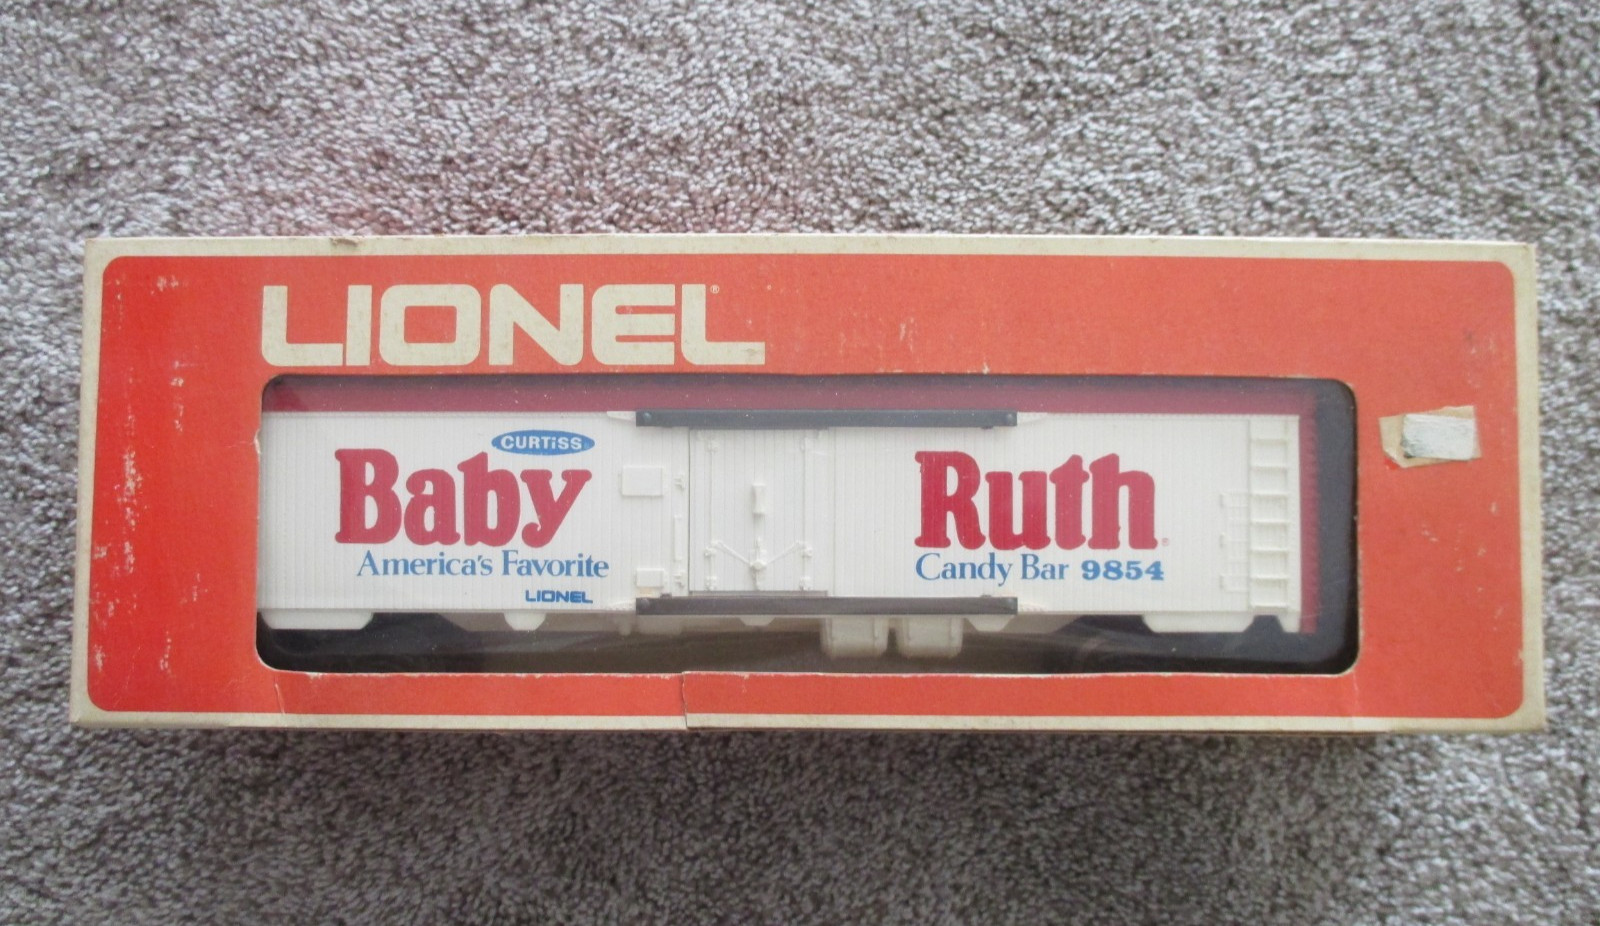 LIONEL®
CURTiSS
Baby Ruth®
America's Favorite Candy Bar 9854
LIONEL